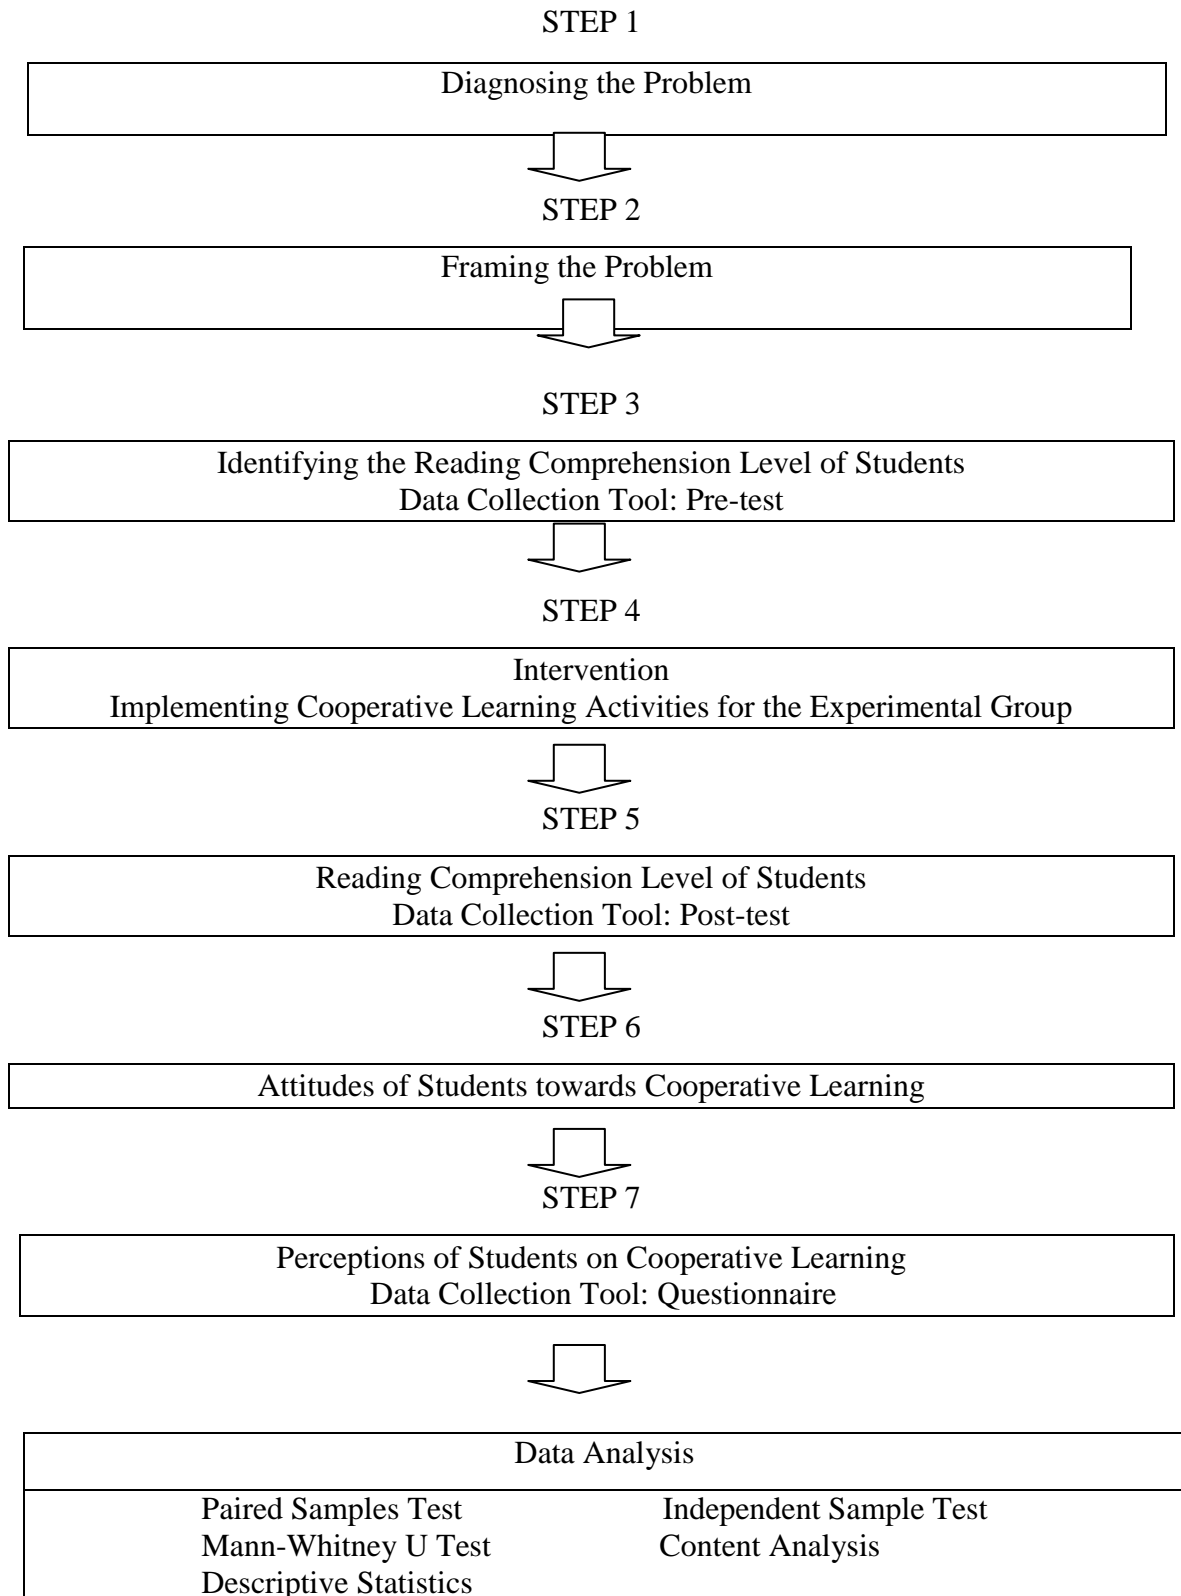 STEP 1
Diagnosing the Problem
STEP 2
Framing the Problem
STEP 3
Identifying the Reading Comprehension Level of Students
Data Collection Tool: Pre-test
STEP 4
Intervention
Implementing Cooperative Learning Activities for the Experimental Group
STEP 5
Reading Comprehension Level of Students
Data Collection Tool: Post-test
STEP 6
Attitudes of Students towards Cooperative Learning
STEP 7
Perceptions of Students on Cooperative Learning
Data Collection Tool: Questionnaire
Data Analysis
Paired Samples Test Independent Sample Test
Mann-Whitney U Test Content Analysis
Descriptive Statistics